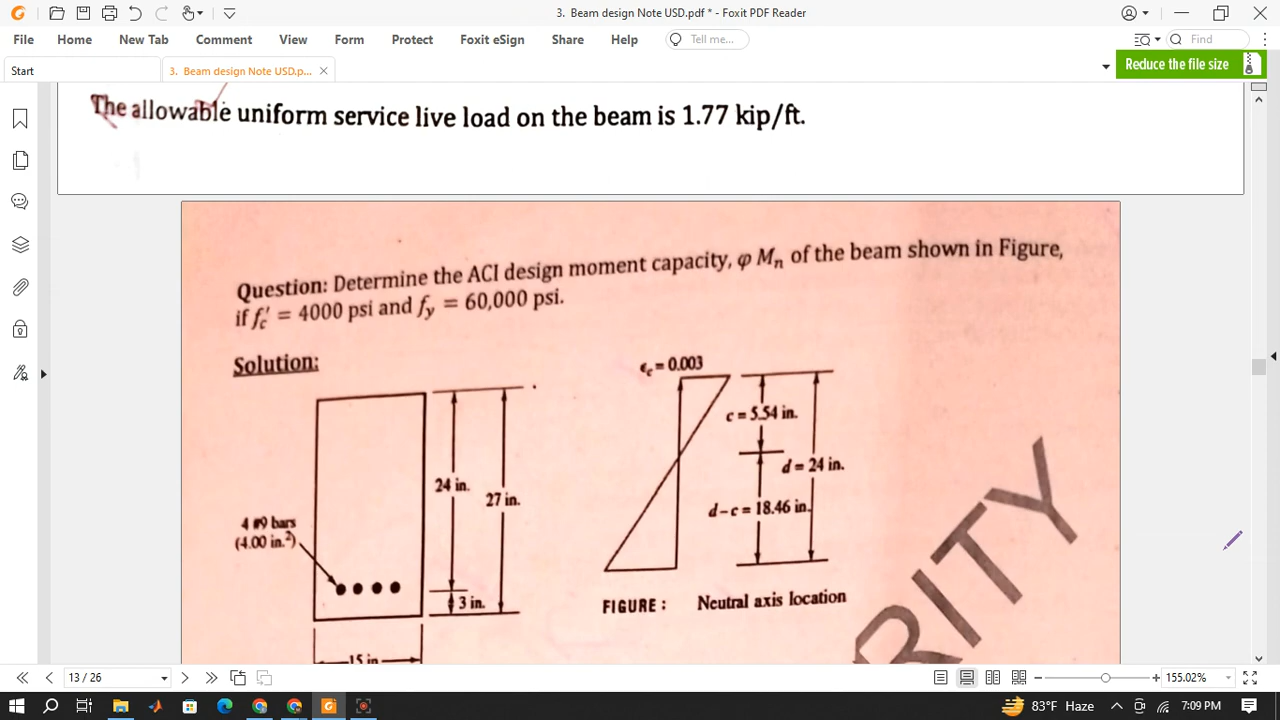 3. Beam design Note USD.pdf * - Foxit PDF Reader
File Home New Tab Comment View Form Protect Foxit eSign Share Help Tell me... Find
Start 3. Beam design Note USD.p... Reduce the file size
The allowable uniform service live load on the beam is 1.77 kip/ft.
Question: Determine the ACI design moment capacity, φ Mn of the beam shown in Figure,
if f'c = 4000 psi and fy = 60,000 psi.
Solution:
24 in.
27 in.
4 #9 bars
(4.00 in.²)
3 in.
15 in
ϵc = 0.003
c = 5.54 in.
d = 24 in.
d – c = 18.46 in.
FIGURE : Neutral axis location
RITY
13 / 26 155.02%
83°F Haze 7:09 PM